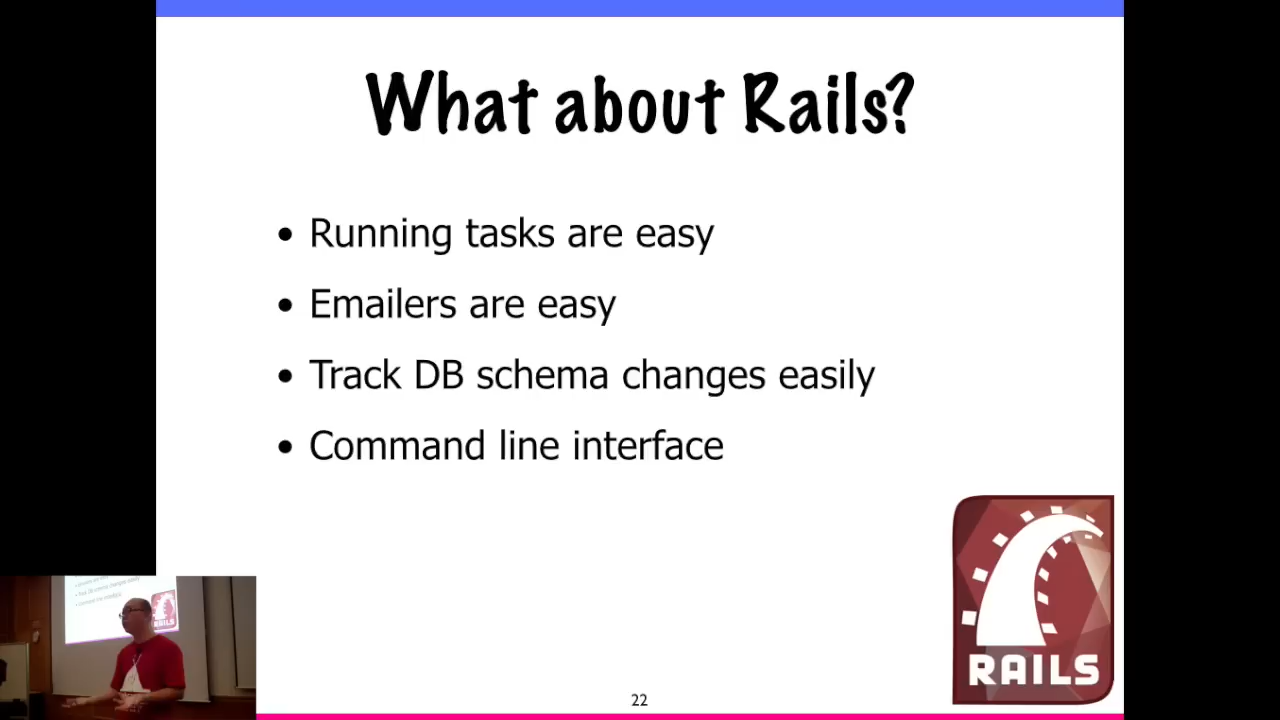 What about Rails?
• Running tasks are easy
• Emailers are easy
• Track DB schema changes easily
• Command line interface
RAILS
22